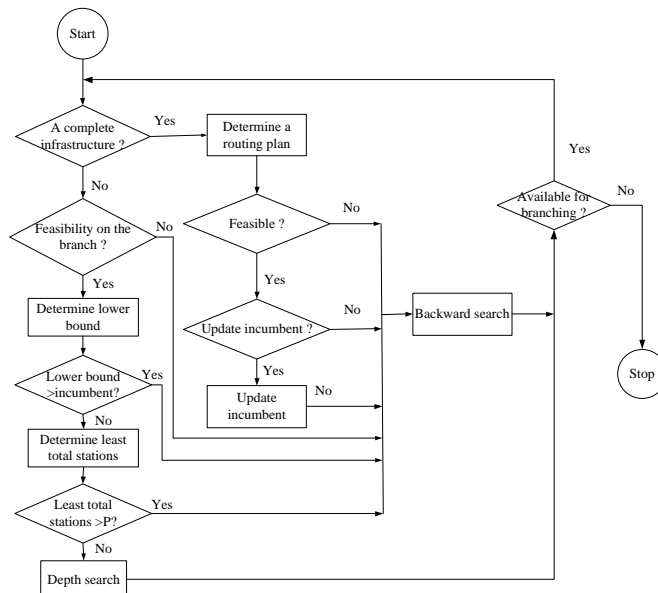 Start
A complete
infrastructure ?
Yes
Determine a
routing plan
No
Feasibility on the
branch ?
No
Yes
Determine lower
bound
Lower bound
>incumbent?
Yes
No
Determine least
total stations
Least total
stations >P?
Yes
No
Depth search
Feasible ?
No
Yes
Update incumbent ?
No
Yes
Update
incumbent
No
Backward search
Yes
Available for
branching ?
No
Stop